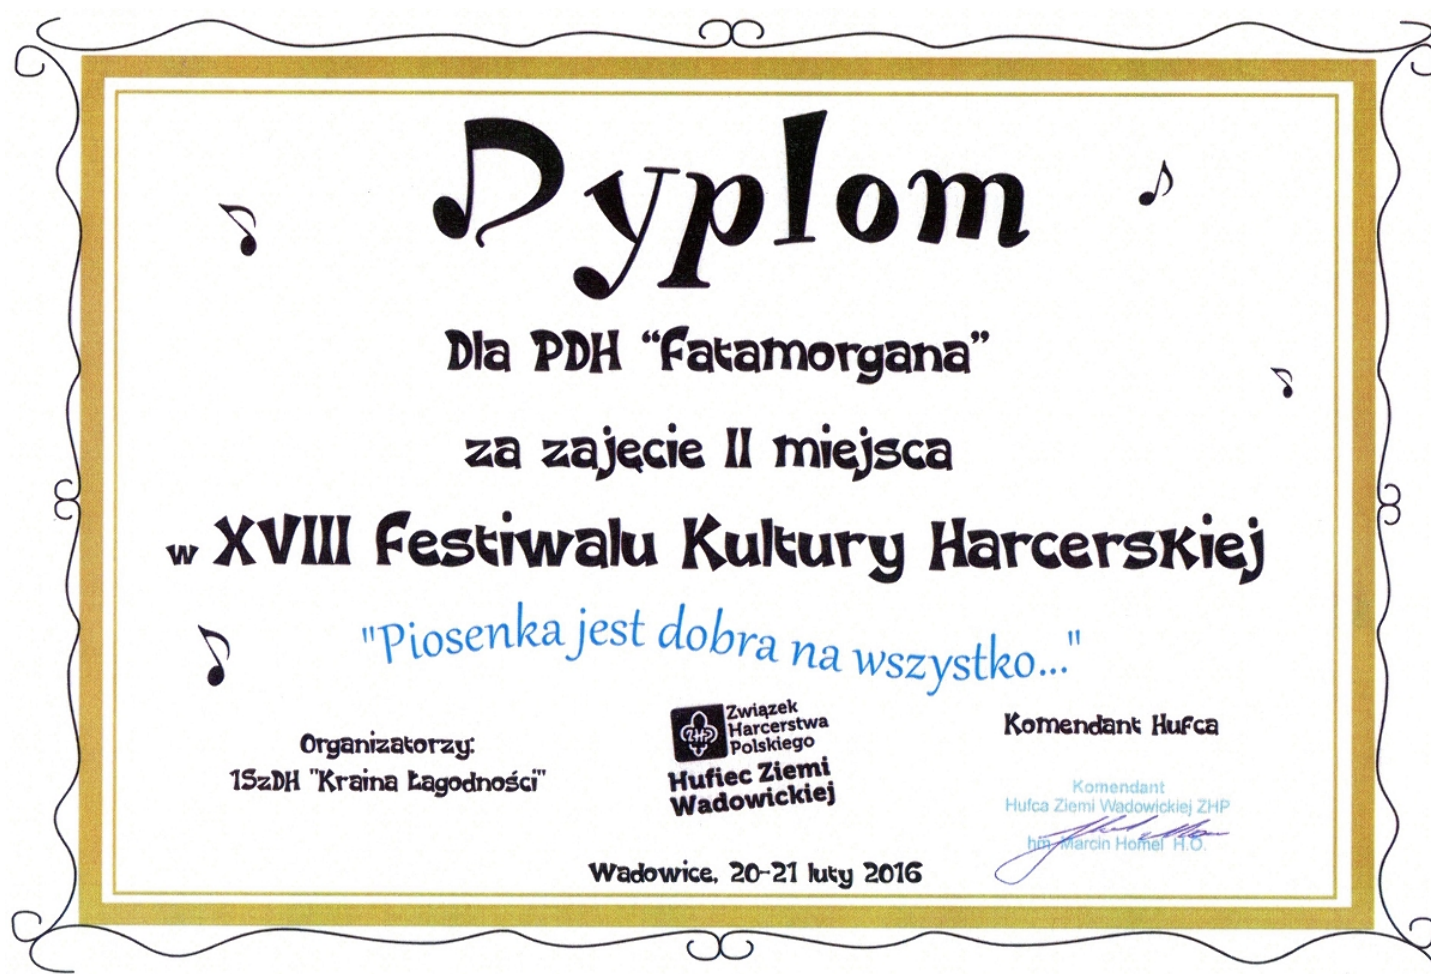 Dyplom
Dla PDH “Fatamorgana”
za zajęcie II miejsca
w XVIII Festiwalu Kultury Harcerskiej
"Piosenka jest dobra na wszystko..."
Organizatorzy:
1SzDH "Kraina Łagodności"
ZHP
Związek
Harcerstwa
Polskiego
Hufiec Ziemi
Wadowickiej
Komendant Hufca
Komendant
Hufca Ziemi Wadowickiej ZHP
hm. Marcin Homel H.O.
Wadowice, 20-21 luty 2016